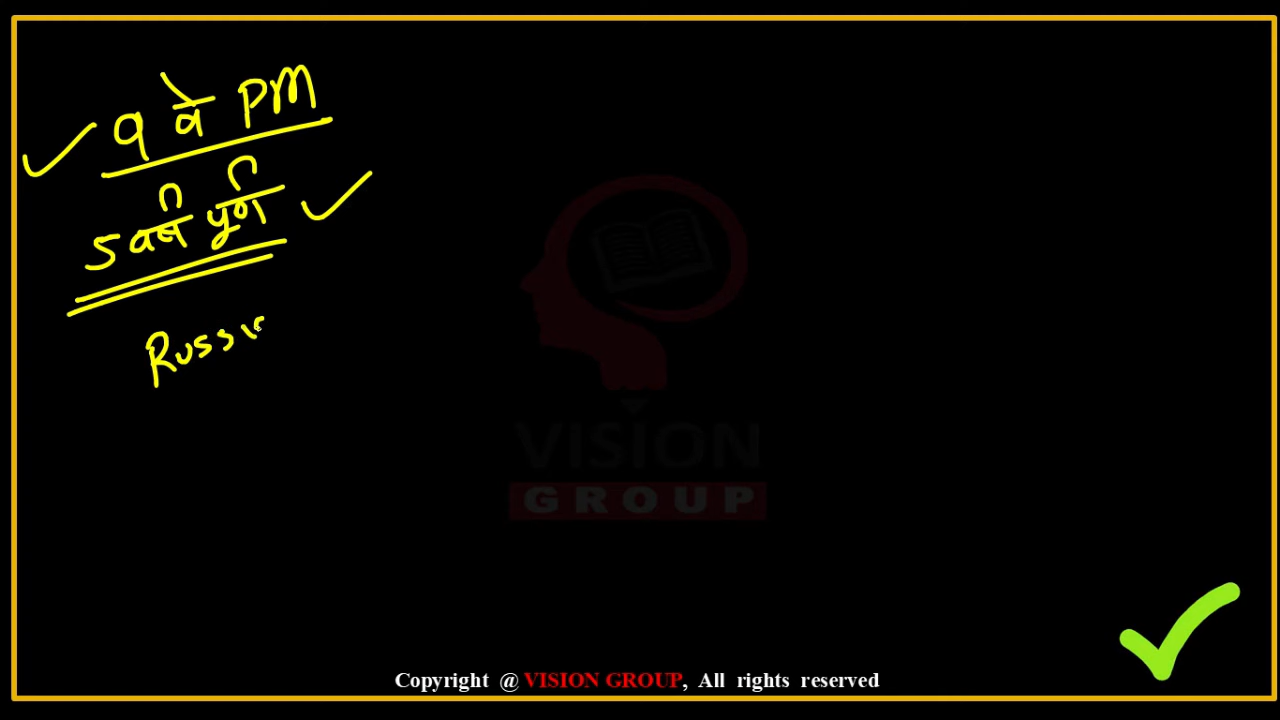 9 वे PM
5 वर्ष पूर्ण
Russi
VISION
GROUP
Copyright @ VISION GROUP, All rights reserved